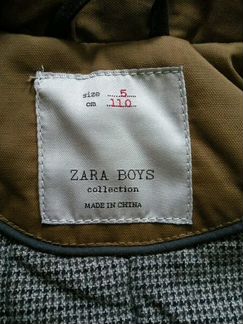 size .....5.....
cm ..110..
ZARA BOYS
collection
MADE IN CHINA